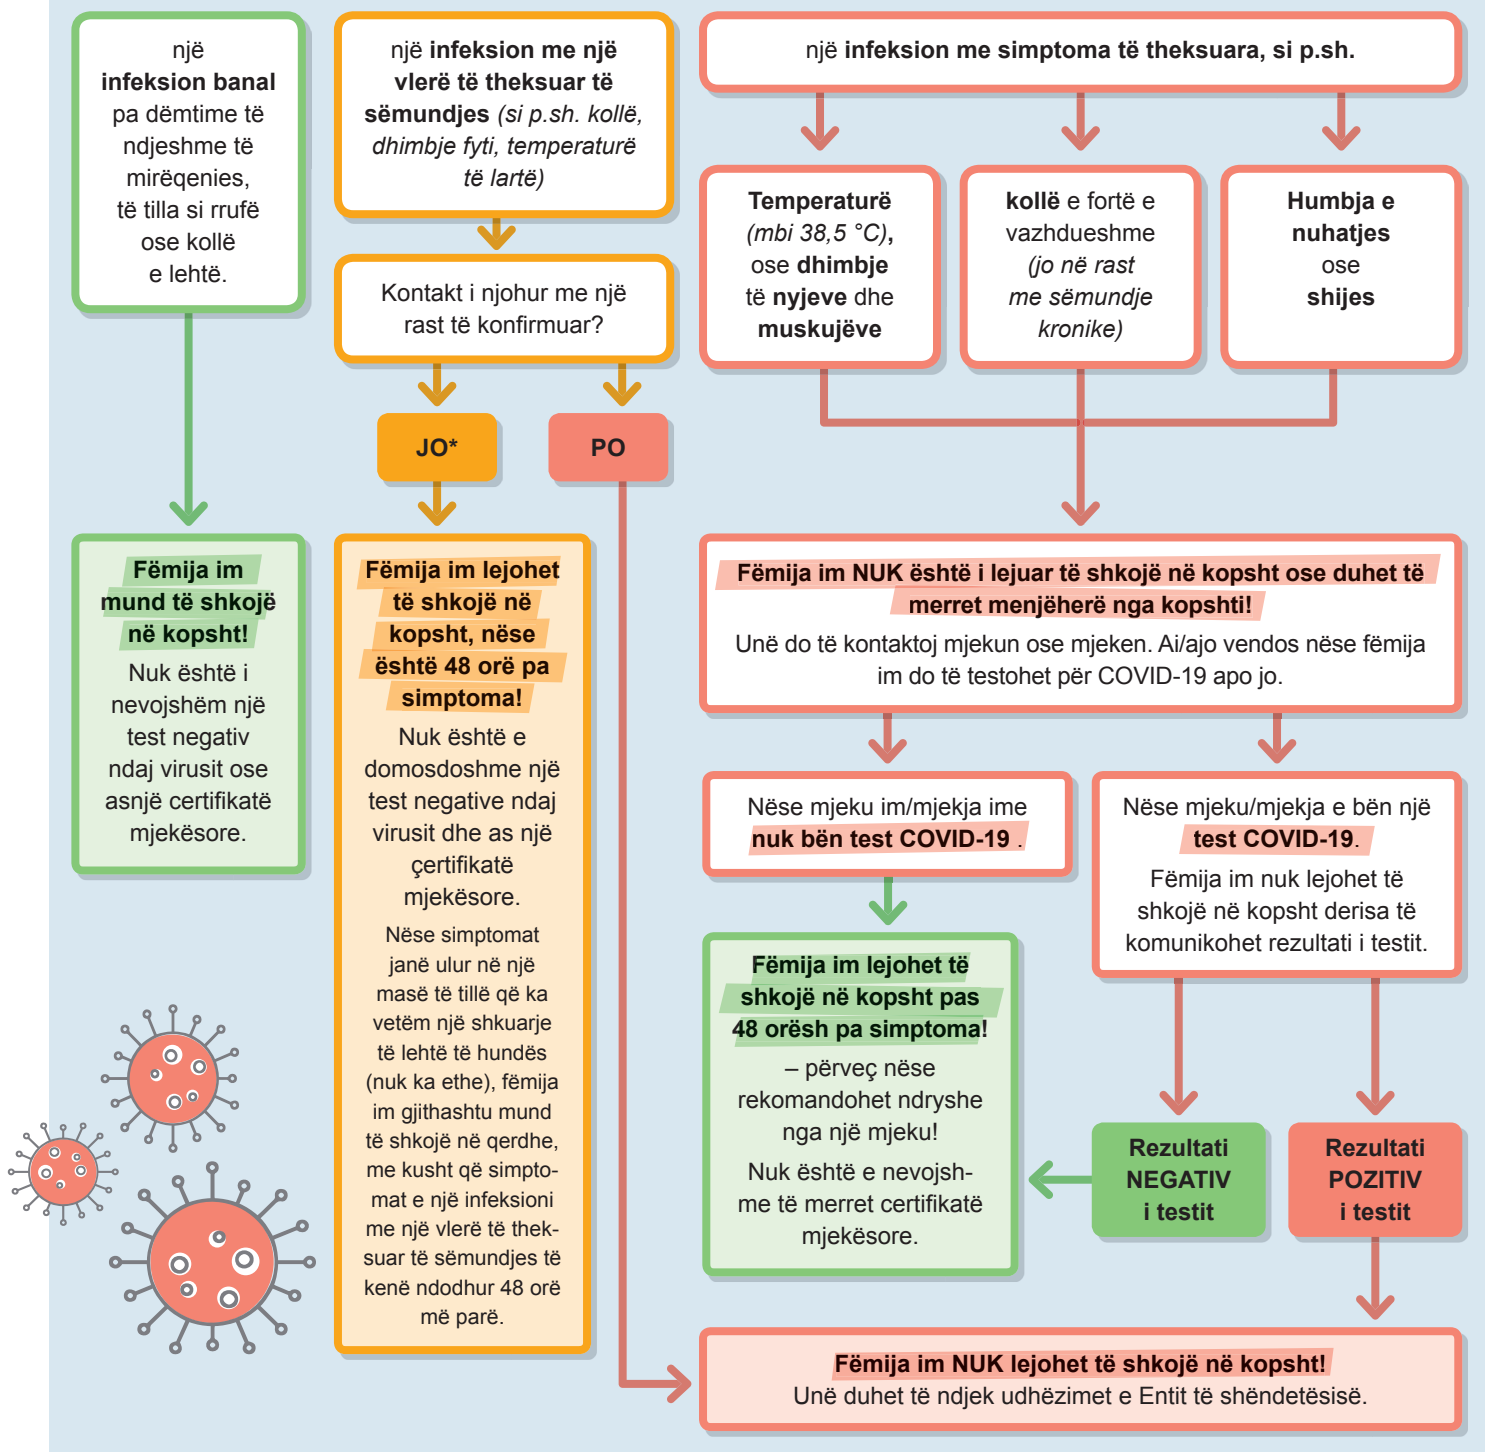 një
infeksion banal
pa dëmtime të
ndjeshme të
mirëqenies,
të tilla si rrufë
ose kollë
e lehtë.
Fëmija im
mund të shkojë
në kopsht!
Nuk është i
nevojshëm një
test negativ
ndaj virusit ose
asnjë certifikatë
mjekësore.
një infeksion me një
vlerë të theksuar të
sëmundjes (si p.sh. kollë,
dhimbje fyti, temperaturë
të lartë)
Kontakt i njohur me një
rast të konfirmuar?
JO*
PO
Fëmija im lejohet
të shkojë në
kopsht, nëse
është 48 orë pa
simptoma!
Nuk është e
domosdoshme një
test negative ndaj
virusit dhe as një
çertifikatë
mjekësore.
Nëse simptomat
janë ulur në një
masë të tillë që ka
vetëm një shkuarje
të lehtë të hundës
(nuk ka ethe), fëmija
im gjithashtu mund
të shkojë në qerdhe,
me kusht që simpto-
mat e një infeksioni
me një vlerë të thek-
suar të sëmundjes të
kenë ndodhur 48 orë
më parë.
një infeksion me simptoma të theksuara, si p.sh.
Temperaturë
(mbi 38,5 °C),
ose dhimbje
të nyjeve dhe
muskujëve
kollë e fortë e
vazhdueshme
(jo në rast
me sëmundje
kronike)
Humbja e
nuhatjes
ose
shijes
Fëmija im NUK është i lejuar të shkojë në kopsht ose duhet të
merret menjëherë nga kopshti!
Unë do të kontaktoj mjekun ose mjeken. Ai/ajo vendos nëse fëmija
im do të testohet për COVID-19 apo jo.
Nëse mjeku im/mjekja ime
nuk bën test COVID-19 .
Nëse mjeku/mjekja e bën një
test COVID-19.
Fëmija im nuk lejohet të
shkojë në kopsht derisa të
komunikohet rezultati i testit.
Fëmija im lejohet të
shkojë në kopsht pas
48 orësh pa simptoma!
– përveç nëse
rekomandohet ndryshe
nga një mjeku!
Nuk është e nevojsh-
me të merret certifikatë
mjekësore.
Rezultati
NEGATIV
i testit
Rezultati
POZITIV
i testit
Fëmija im NUK lejohet të shkojë në kopsht!
Unë duhet të ndjek udhëzimet e Entit të shëndetësisë.